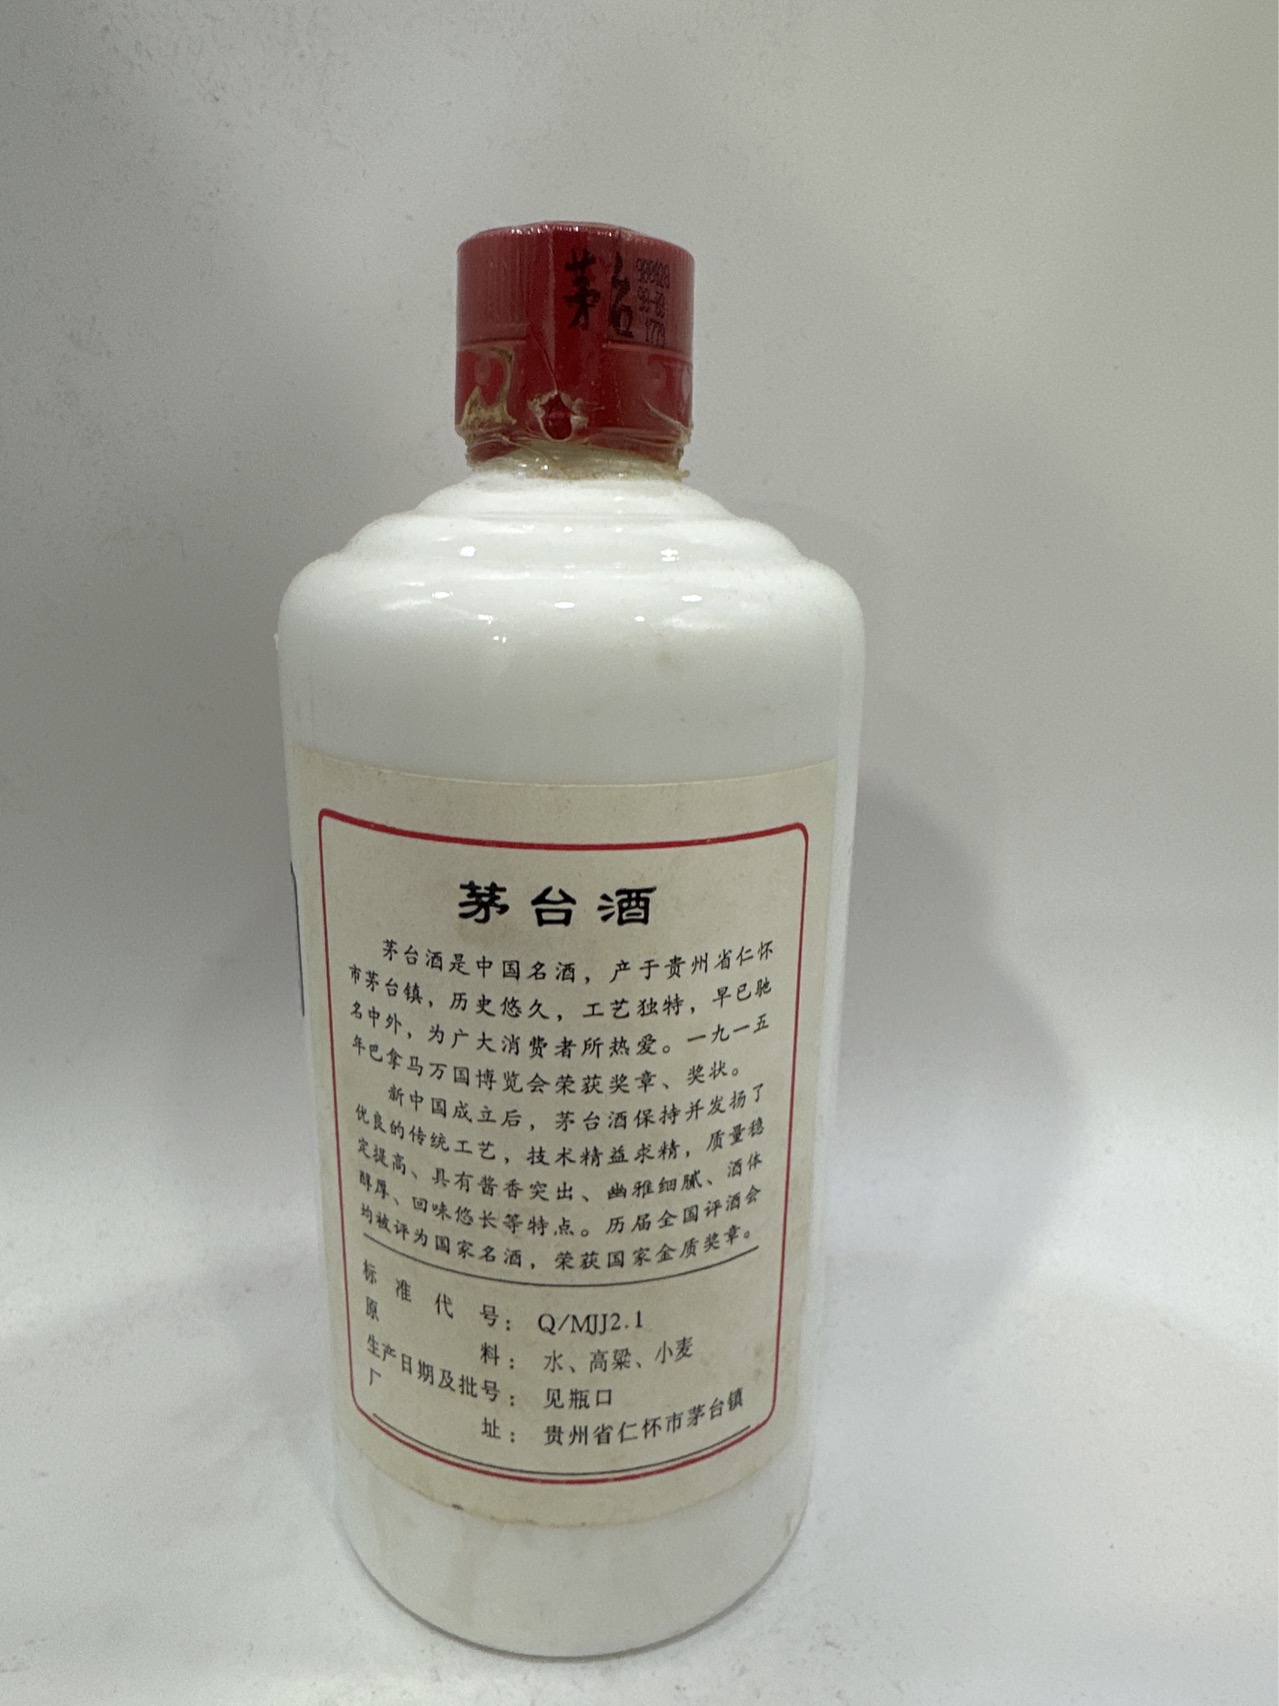 茅台
99-09
茅台酒
茅台酒是中国名酒，产于贵州省仁怀
市茅台镇，历史悠久，工艺独特，早已驰
名中外，为广大消费者所热爱。一九一五
年巴拿马万国博览会荣获奖章、奖状。
新中国成立后，茅台酒保持并发扬了
优良的传统工艺，技术精益求精，质量稳
定提高、具有酱香突出、幽雅细腻、酒体
醇厚、回味悠长等特点。历届全国评酒会
均被评为国家名酒，荣获国家金质奖章。
标准代号：Q/MJJ2.1
原料：水、高粱、小麦
生产日期及批号：见瓶口
厂址：贵州省仁怀市茅台镇